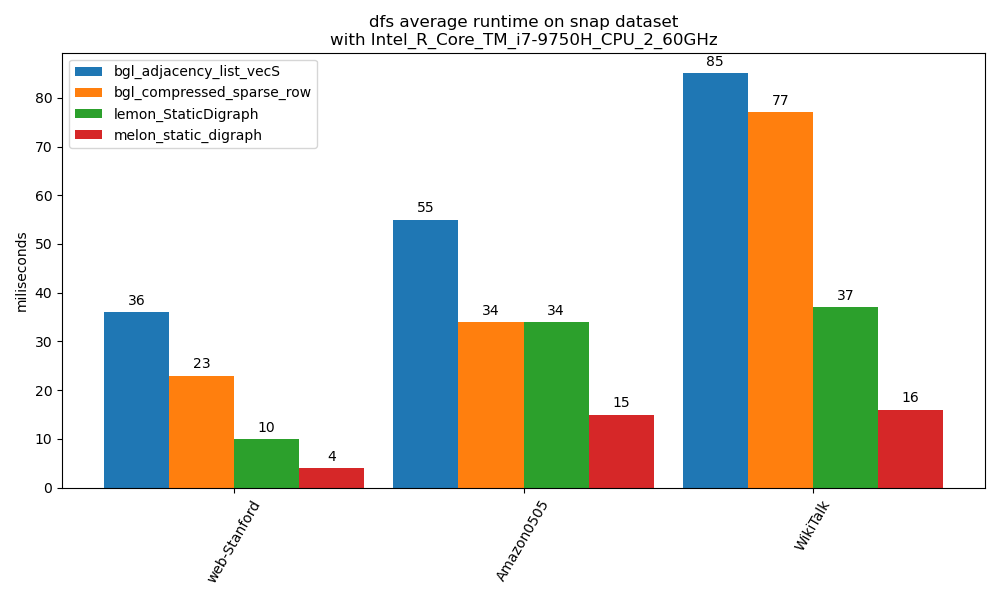 dfs average runtime on snap dataset
with Intel_R_Core_TM_i7-9750H_CPU_2_60GHz
bgl_adjacency_list_vecS
bgl_compressed_sparse_row
lemon_StaticDigraph
melon_static_digraph
miliseconds
80
70
60
50
40
30
20
10
0
36
23
10
4
55
34
34
15
85
77
37
16
web-Stanford
Amazon0505
WikiTalk